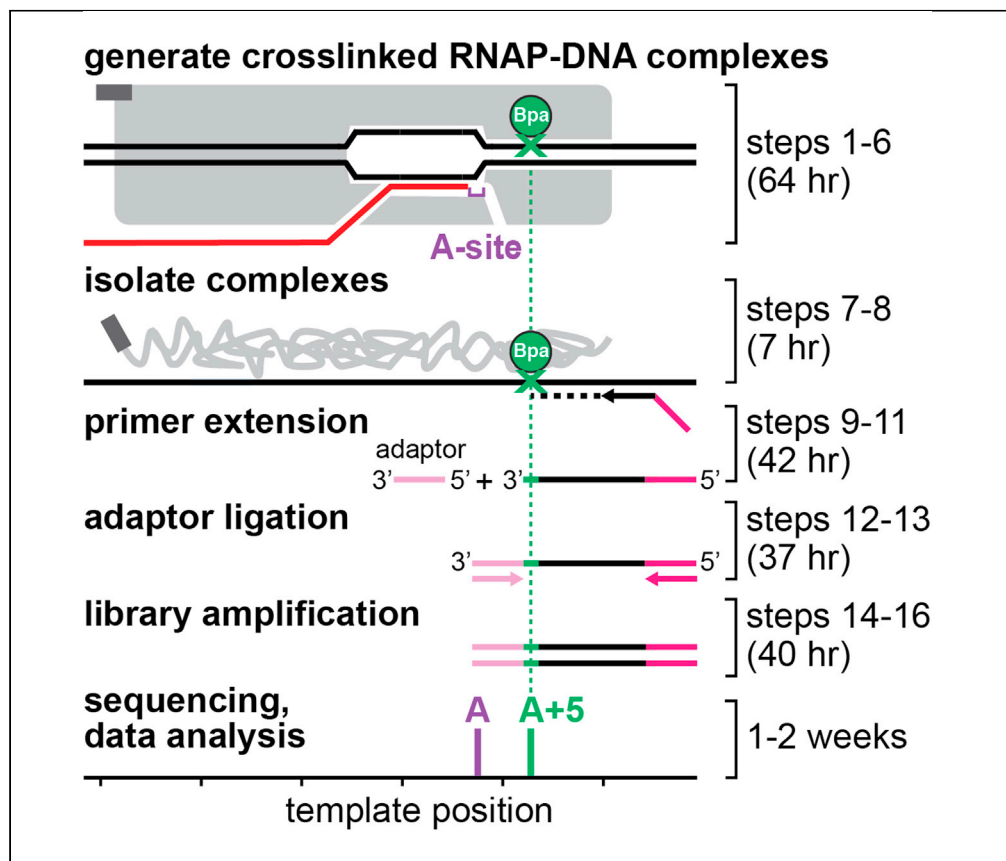 generate crosslinked RNAP-DNA complexes
Bpa
steps 1-6
(64 hr)
A-site
isolate complexes
Bpa
steps 7-8
(7 hr)
primer extension
adaptor
3’ 5’ + 3’ 5’
steps 9-11
(42 hr)
adaptor ligation
3’ 5’
steps 12-13
(37 hr)
library amplification
steps 14-16
(40 hr)
sequencing,
data analysis
A A+5
1-2 weeks
template position